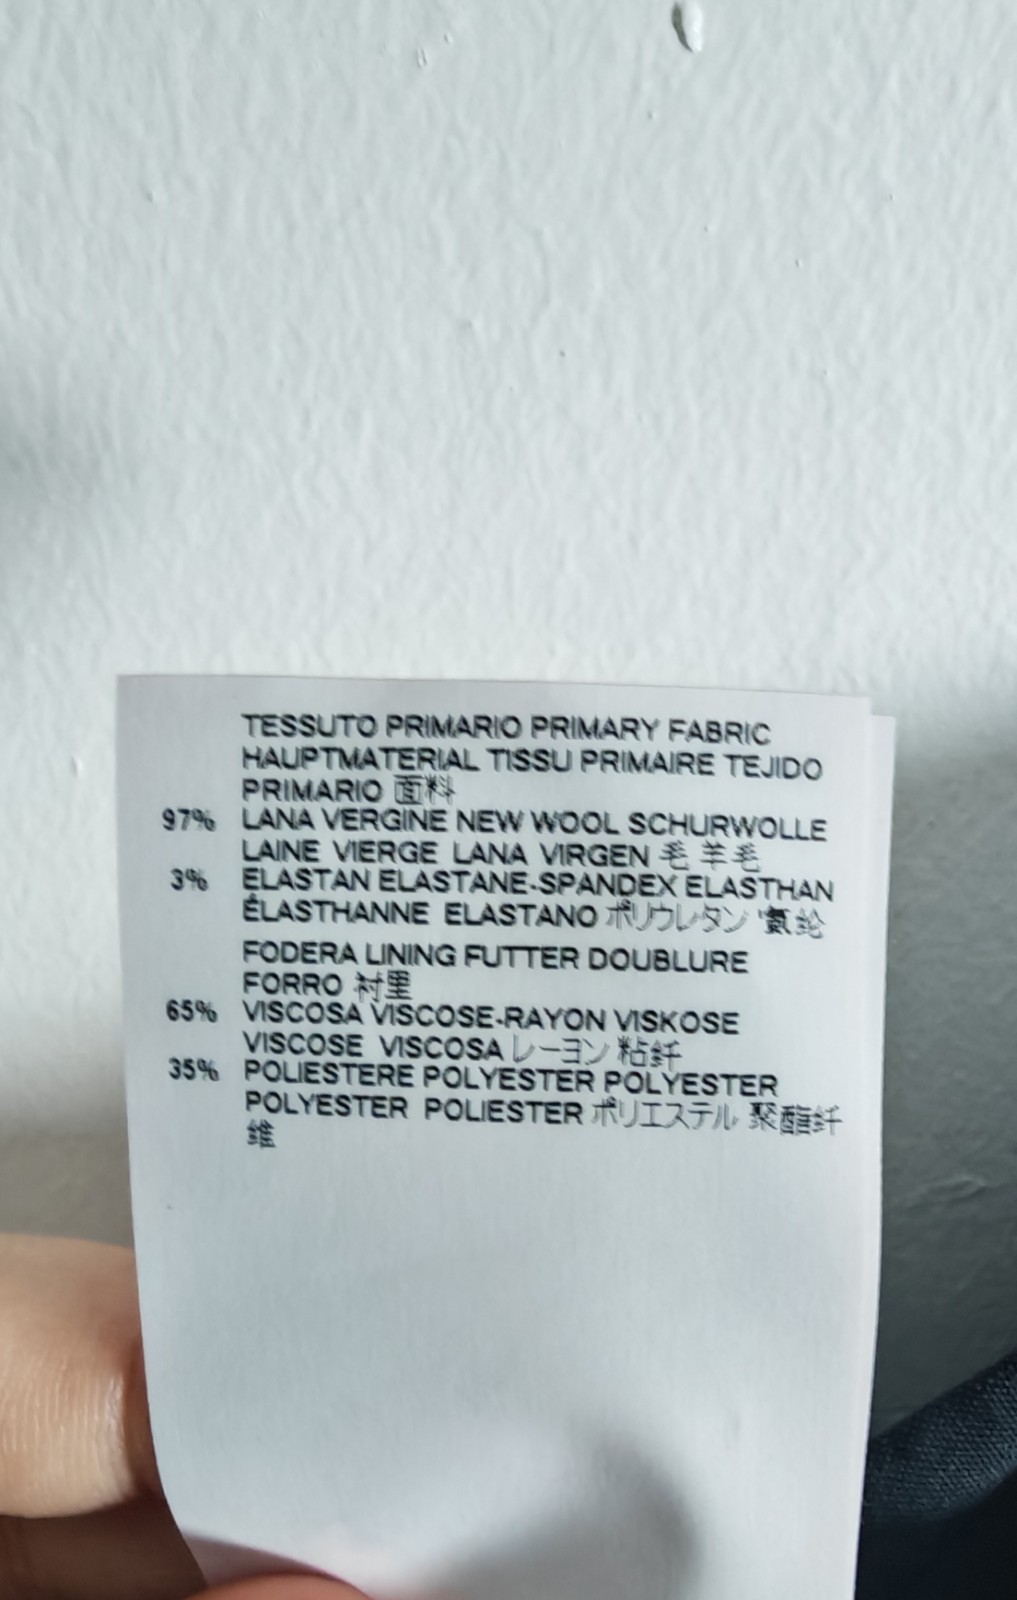 TESSUTO PRIMARIO PRIMARY FABRIC
HAUPTMATERIAL TISSU PRIMAIRE TEJIDO
PRIMARIO 面料
97% LANA VERGINE NEW WOOL SCHURWOLLE
LAINE VIERGE LANA VIRGEN 毛 羊毛
3% ELASTAN ELASTANE-SPANDEX ELASTHAN
ÉLASTHANNE ELASTANO ポリウレタン 氨纶
FODERA LINING FUTTER DOUBLURE
FORRO 衬里
65% VISCOSA VISCOSE-RAYON VISKOSE
VISCOSE VISCOSA レーヨン 粘纤
35% POLIESTERE POLYESTER POLYESTER
POLYESTER POLIESTER ポリエステル 聚酯纤
维